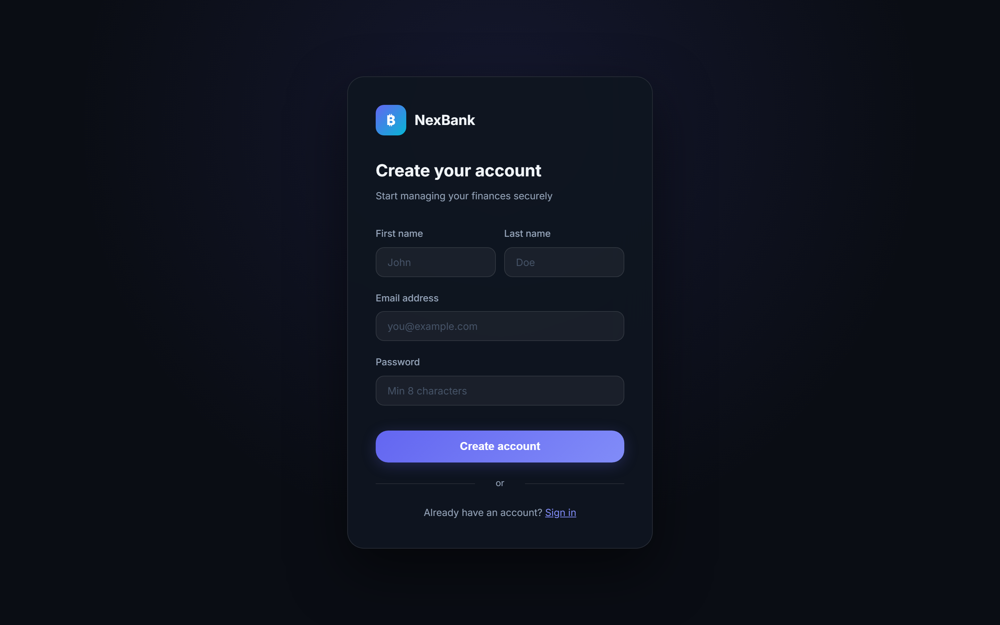 ₿ NexBank
Create your account
Start managing your finances securely
First name Last name
John Doe
Email address
you@example.com
Password
Min 8 characters
Create account
or
Already have an account? Sign in